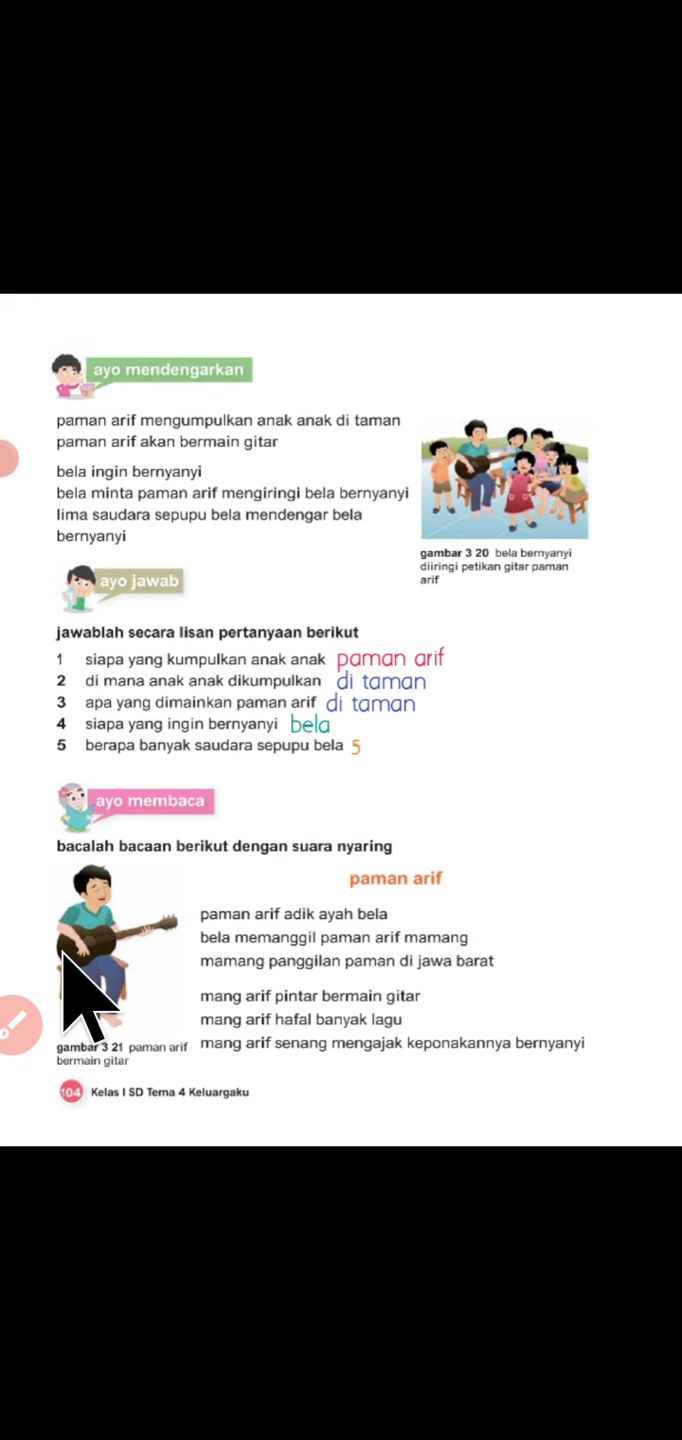 ayo mendengarkan
paman arif mengumpulkan anak anak di taman
paman arif akan bermain gitar
bela ingin bernyanyi
bela minta paman arif mengiringi bela bernyanyi
lima saudara sepupu bela mendengar bela
bernyanyi
gambar 3 20 bela bernyanyi
diiringi petikan gitar paman
arif
ayo jawab
jawablah secara lisan pertanyaan berikut
1 siapa yang kumpulkan anak anak paman arif
2 di mana anak anak dikumpulkan di taman
3 apa yang dimainkan paman arif di taman
4 siapa yang ingin bernyanyi bela
5 berapa banyak saudara sepupu bela 5
ayo membaca
bacalah bacaan berikut dengan suara nyaring
paman arif
paman arif adik ayah bela
bela memanggil paman arif mamang
mamang panggilan paman di jawa barat
mang arif pintar bermain gitar
mang arif hafal banyak lagu
mang arif senang mengajak keponakannya bernyanyi
gambar 3 21 paman arif
bermain gitar
104 Kelas I SD Tema 4 Keluargaku